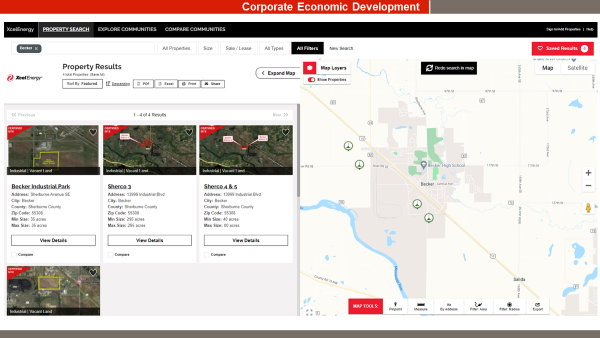 Corporate Economic Development
XcelEnergy PROPERTY SEARCH EXPLORE COMMUNITIES COMPARE COMMUNITIES Sign in/Add Properties | Help
Becker × All Properties Size Sale / Lease All Types All Filters New Search Saved Results
Xcel Energy Property Results
Sort By: Featured Descending PDF Excel Print Share
< Expand Map
Map Layers
Show Properties
Redo search in map
Map Satellite
Previous 1 - 4 of 4 Results Next
Industrial | Vacant Land Industrial | Vacant Land Industrial | Vacant Land
Becker Industrial Park
Address: Sherburne Avenue SE
City: Becker
County: Sherburne County
Zip Code: 55308
Min Size: 35 acres
Max Size: 35 acres
View Details
Compare
Sherco 3
Address: 13999 Industrial Blvd
City: Becker
County: Sherburne County
Zip Code: 55308
Min Size: 295 acres
Max Size: 295 acres
View Details
Compare
Sherco 4 & 5
Address: 13999 Industrial Blvd
City: Becker
County: Sherburne County
Zip Code: 55308
Min Size: 40 acres
Max Size: 80 acres
View Details
Compare
Industrial | Vacant Land
Becker High School
Becker
Salida
MAP TOOLS: Pinpoint Measure By Address Filter: Area Filter: Radius Export